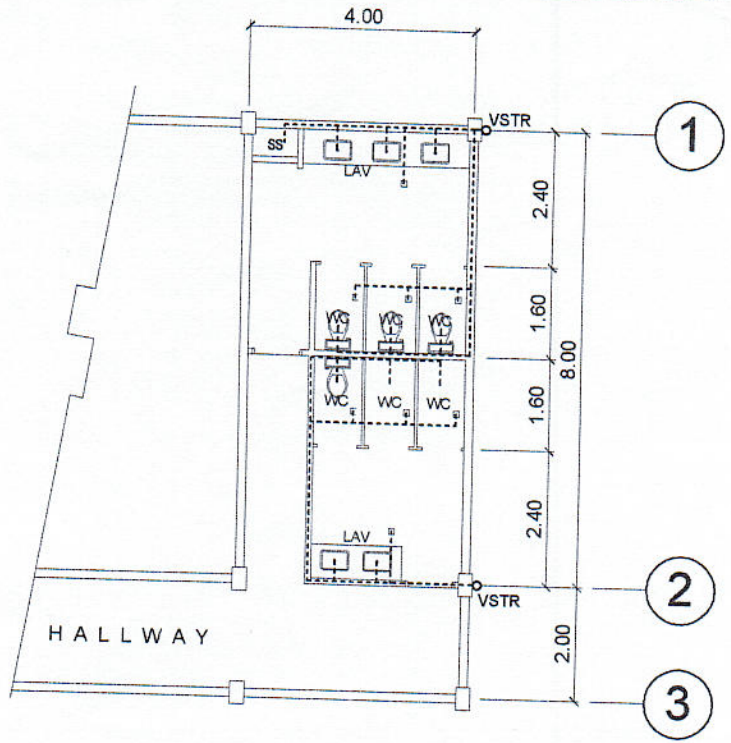 4.00
VSTR
1
SS
LAV
2.40
WC WC WC
1.60
8.00
WC WC WC
1.60
2.40
LAV
VSTR
2
HALLWAY
2.00
3